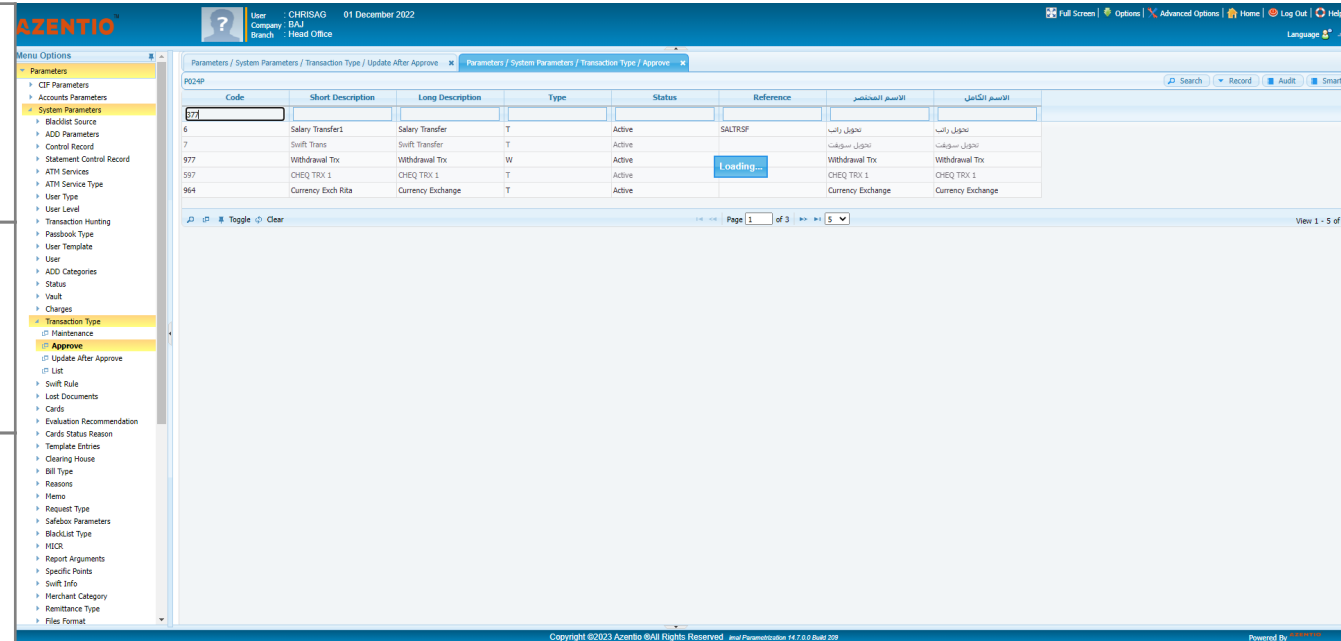 AZENTIO
User : CHRISAG 01 December 2022
Company : BAJ
Branch : Head Office
Full Screen | Options | Advanced Options | Home | Log Out | Help
Language
Menu Options
Parameters
CIF Parameters
Accounts Parameters
System Parameters
Blacklist Source
ADD Parameters
Control Record
Statement Control Record
ATM Services
ATM Service Type
User Type
User Level
Transaction Hunting
Passbook Type
User Template
User
ADD Categories
Status
Vault
Charges
Transaction Type
Maintenance
Approve
Update After Approve
List
Swift Rule
Lost Documents
Cards
Evaluation Recommendation
Cards Status Reason
Template Entries
Clearing House
Bill Type
Reasons
Memo
Request Type
Safebox Parameters
BlackList Type
MICR
Report Arguments
Specific Points
Swift Info
Merchant Category
Remittance Type
Files Format
Parameters / System Parameters / Transaction Type / Update After Approve
Parameters / System Parameters / Transaction Type / Approve
P024P
Search Record Audit Smart
Code Short Description Long Description Type Status Reference الاسم المختصر الاسم الكامل
377
6 Salary Transfer1 Salary Transfer T Active SALTRSF تحويل راتب تحويل راتب
7 Swift Trans Swift Transfer T Active تحويل سويفت تحويل سويفت
977 Withdrawal Trx Withdrawal Trx W Active Withdrawal Trx Withdrawal Trx
Loading...
597 CHEQ TRX 1 CHEQ TRX 1 T Active CHEQ TRX 1 CHEQ TRX 1
964 Currency Exch Rita Currency Exchange T Active Currency Exchange Currency Exchange
Toggle Clear
Page 1 of 3 5
View 1 - 5 of
Copyright ©2023 Azentio ®All Rights Reserved imal Parametrization 14.7.0.0 Build 209
Powered By AZENTIO